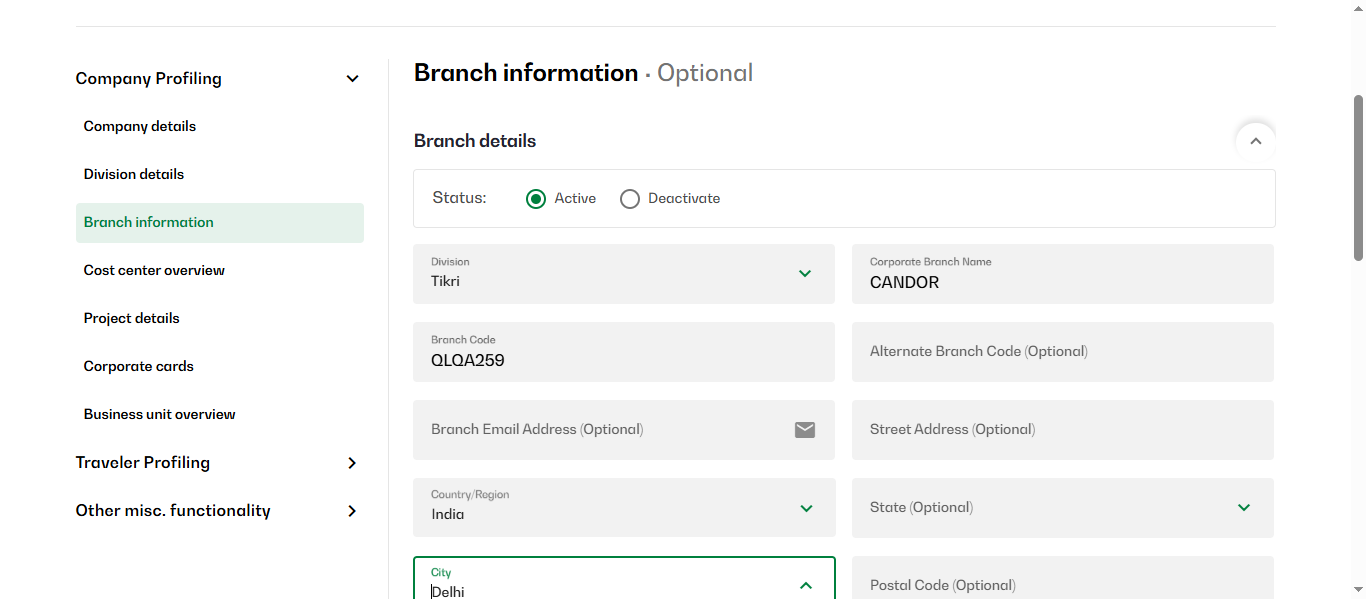 Company Profiling
Company details
Division details
Branch information
Cost center overview
Project details
Corporate cards
Business unit overview
Traveler Profiling
Other misc. functionality
Branch information · Optional
Branch details
Status: Active Deactivate
Division
Tikri
Corporate Branch Name
CANDOR
Branch Code
QLQA259
Alternate Branch Code (Optional)
Branch Email Address (Optional)
Street Address (Optional)
Country/Region
India
State (Optional)
City
Delhi
Postal Code (Optional)